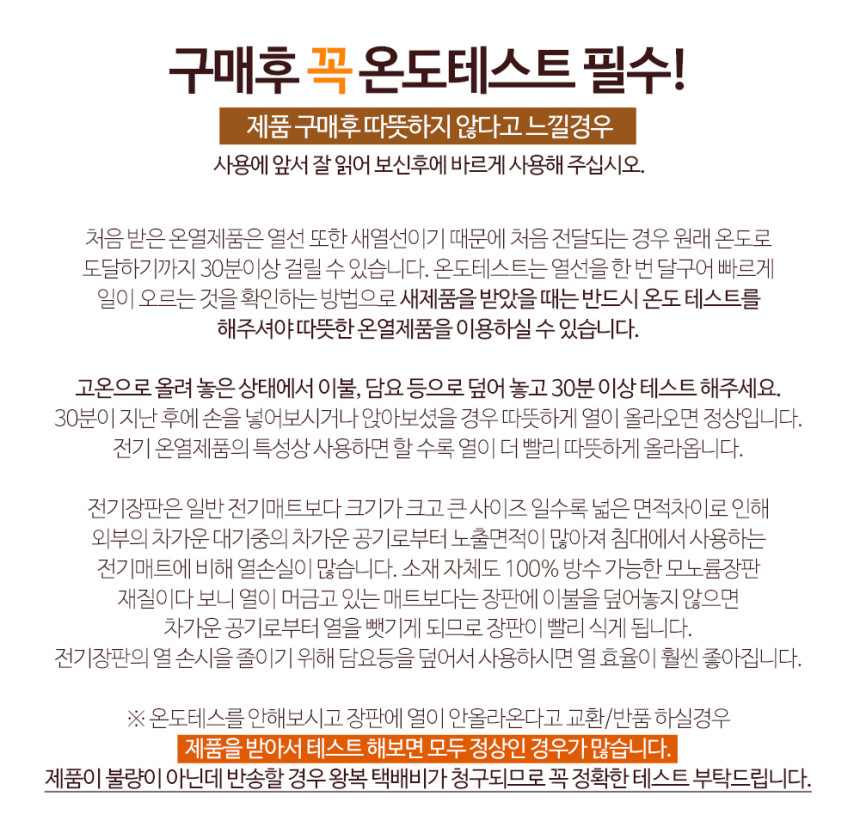 구매후 꼭 온도테스트 필수!
제품 구매후 따뜻하지 않다고 느낄경우
사용에 앞서 잘 읽어 보신후에 바르게 사용해 주십시오.
처음 받은 온열제품은 열선 또한 새열선이기 때문에 처음 전달되는 경우 원래 온도로
도달하기까지 30분이상 걸릴 수 있습니다. 온도테스트는 열선을 한 번 달구어 빠르게
일이 오르는 것을 확인하는 방법으로 새제품을 받았을 때는 반드시 온도 테스트를
해주셔야 따뜻한 온열제품을 이용하실 수 있습니다.
고온으로 올려 놓은 상태에서 이불, 담요 등으로 덮어 놓고 30분 이상 테스트 해주세요.
30분이 지난 후에 손을 넣어보시거나 앉아보셨을 경우 따뜻하게 열이 올라오면 정상입니다.
전기 온열제품의 특성상 사용하면 할 수록 열이 더 빨리 따뜻하게 올라옵니다.
전기장판은 일반 전기매트보다 크기가 크고 큰 사이즈 일수록 넓은 면적차이로 인해
외부의 차가운 대기중의 차가운 공기로부터 노출면적이 많아져 침대에서 사용하는
전기매트에 비해 열손실이 많습니다. 소재 자체도 100% 방수 가능한 모노륨장판
재질이다 보니 열이 머금고 있는 매트보다는 장판에 이불을 덮어놓지 않으면
차가운 공기로부터 열을 뺏기게 되므로 장판이 빨리 식게 됩니다.
전기장판의 열 손시을 줄이기 위해 담요등을 덮어서 사용하시면 열 효율이 훨씬 좋아집니다.
※ 온도테스를 안해보시고 장판에 열이 안올라온다고 교환/반품 하실경우
제품을 받아서 테스트 해보면 모두 정상인 경우가 많습니다.
제품이 불량이 아닌데 반송할 경우 왕복 택배비가 청구되므로 꼭 정확한 테스트 부탁드립니다.